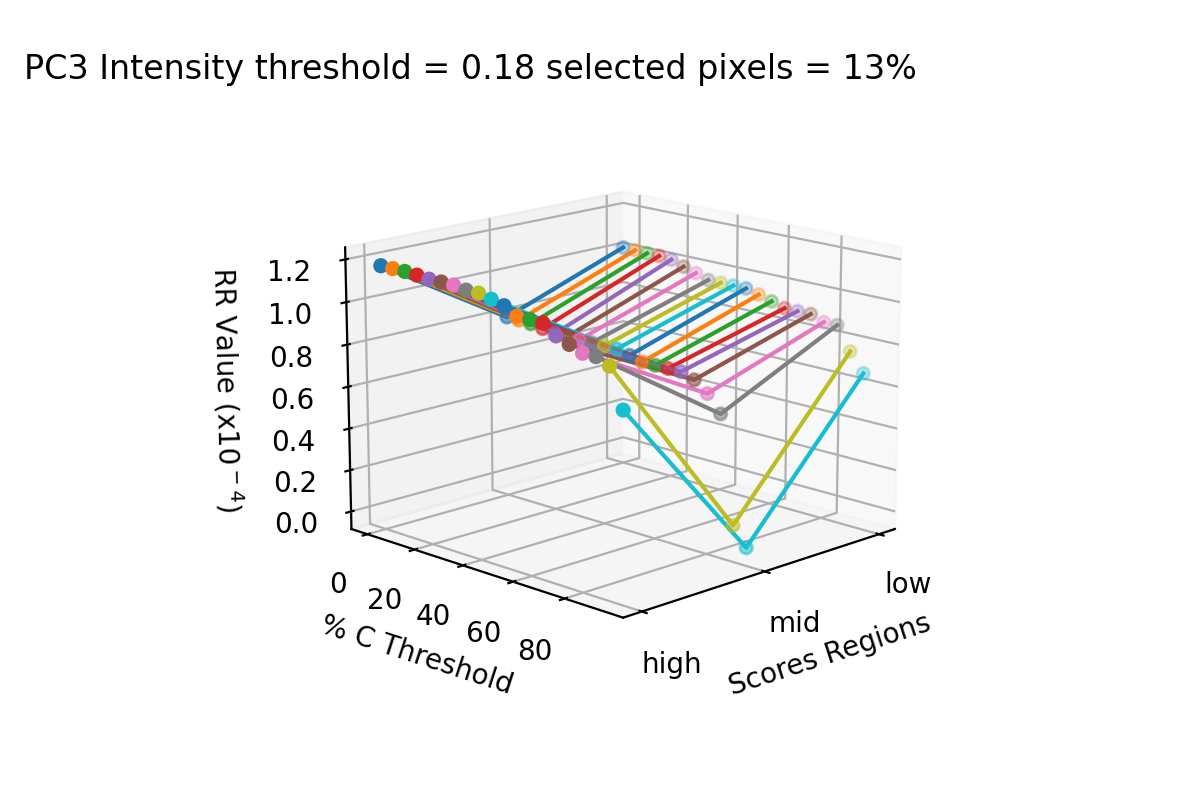 PC3 Intensity threshold = 0.18 selected pixels = 13%
RR Value (x10⁻⁴)
1.2
1.0
0.8
0.6
0.4
0.2
0.0
0
20
40
60
80
% C Threshold
high
mid
low
Scores Regions